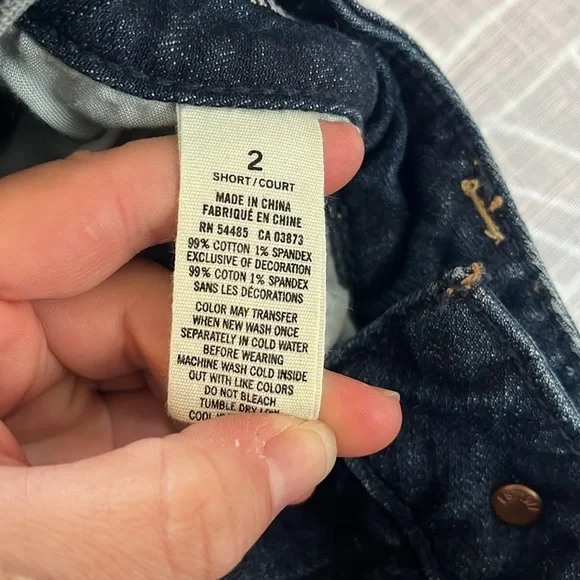 2
SHORT/COURT
MADE IN CHINA
FABRIQUÉ EN CHINE
RN 54485 CA 03873
99% COTTON 1% SPANDEX
EXCLUSIVE OF DECORATION
99% COTON 1% SPANDEX
SANS LES DÉCORATIONS
COLOR MAY TRANSFER
WHEN NEW WASH ONCE
SEPARATELY IN COLD WATER
BEFORE WEARING
MACHINE WASH COLD INSIDE
OUT WITH LIKE COLORS
DO NOT BLEACH
TUMBLE DRY LOW